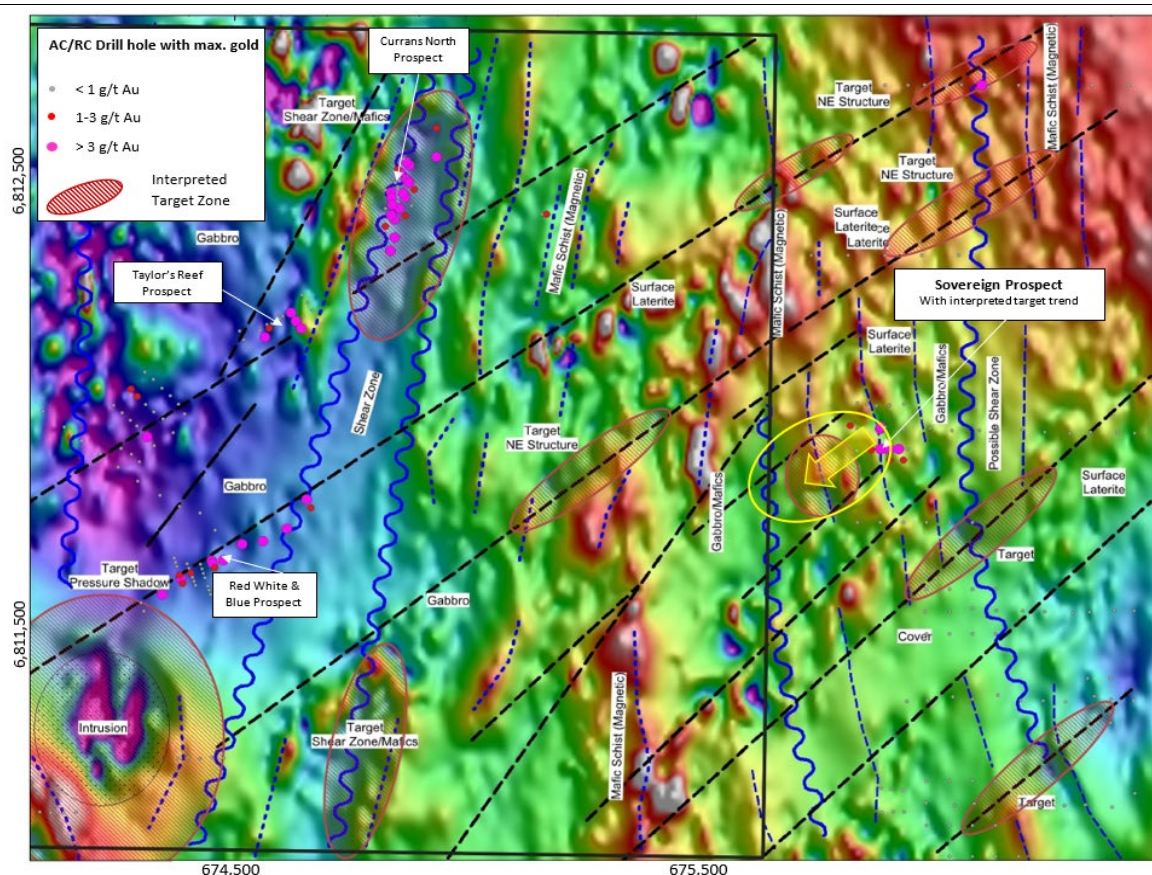 AC/RC Drill hole with max. gold
< 1 g/t Au
1-3 g/t Au
> 3 g/t Au
Interpreted
Target Zone
Currans North
Prospect
Target
Shear Zone/Mafics
Target
NE Structure
Mafic Schist (Magnetic)
6,812,500
Gabbro
Mafic Schist (Magnetic)
Target
NE Structure
Surface
Laterite
Laterite
Taylor's Reef
Prospect
Surface
Laterite
Mafic Schist (Magnetic)
Sovereign Prospect
With interpreted target trend
Surface
Laterite
Gabbro/Mafics
Shear Zone
Possible Shear Zone
Target
NE Structure
Gabbro
Gabbro/Mafics
Surface
Laterite
Target
Pressure Shadow
Red White &
Blue Prospect
Target
Gabbro
6,811,500
Cover
Intrusion
Target
Shear Zone/Mafics
Mafic Schist (Magnetic)
Target
674.500
675.500